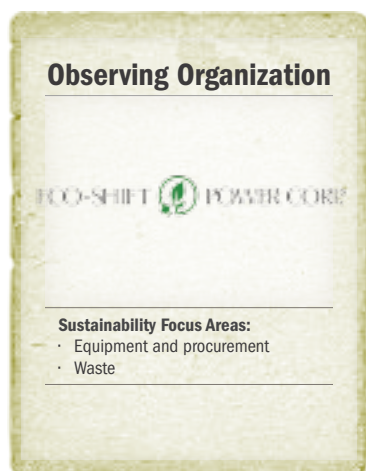 Observing Organization
ECO-SHIFT POWER CORP
Sustainability Focus Areas:
· Equipment and procurement
· Waste